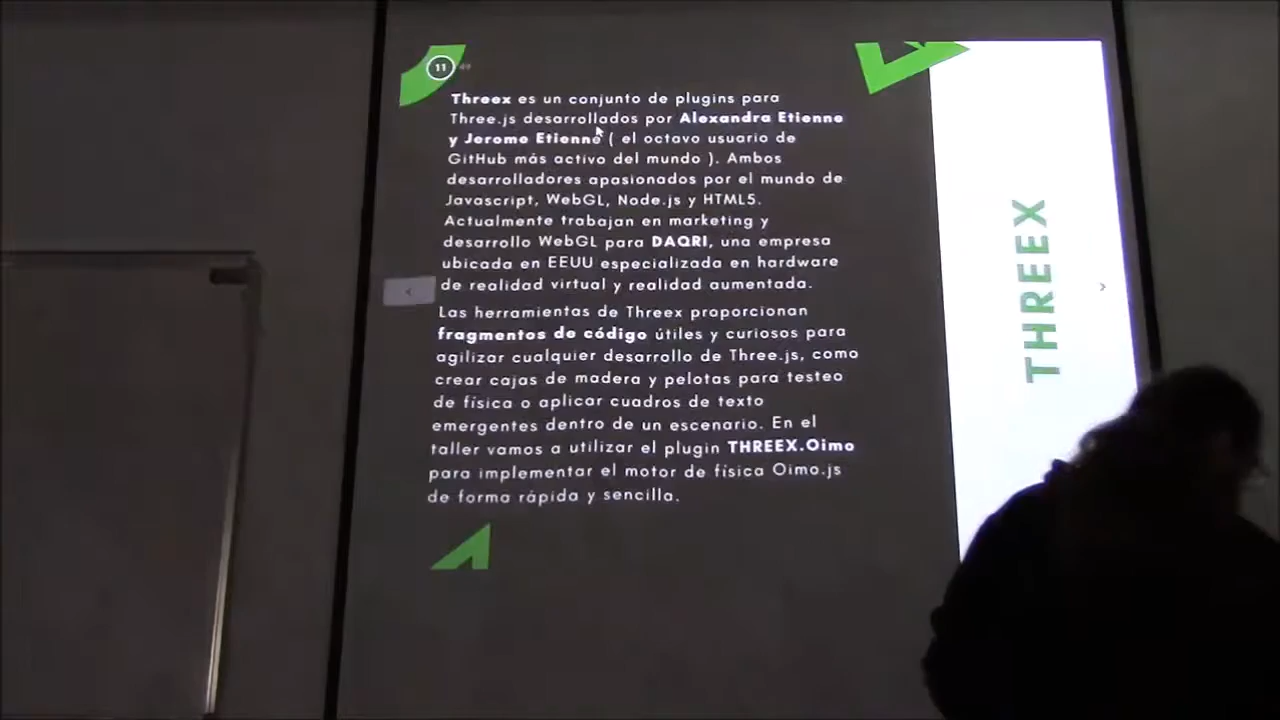 11
Threex es un conjunto de plugins para
Three.js desarrollados por Alexandra Etienne
y Jerome Etienne ( el octavo usuario de
GitHub más activo del mundo ). Ambos
desarrolladores apasionados por el mundo de
Javascript, WebGL, Node.js y HTML5.
Actualmente trabajan en marketing y
desarrollo WebGL para DAQRI, una empresa
ubicada en EEUU especializada en hardware
de realidad virtual y realidad aumentada.
Las herramientas de Threex proporcionan
fragmentos de código útiles y curiosos para
agilizar cualquier desarrollo de Three.js, como
crear cajas de madera y pelotas para testeo
de física o aplicar cuadros de texto
emergentes dentro de un escenario. En el
taller vamos a utilizar el plugin THREEX.Oimo
para implementar el motor de física Oimo.js
de forma rápida y sencilla.
THREEX